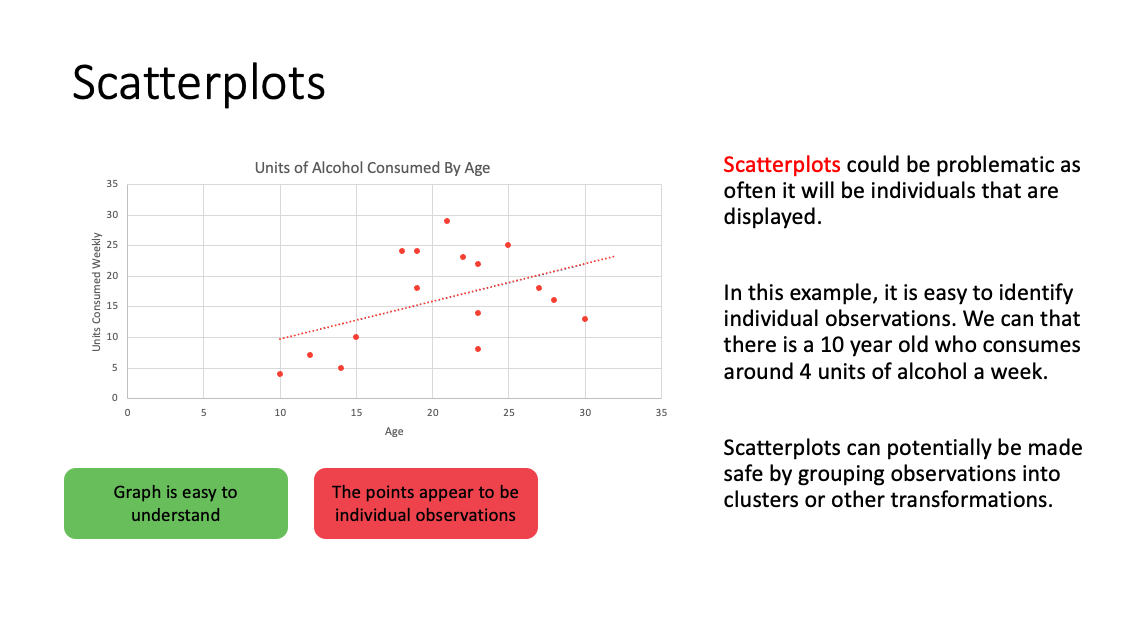 Scatterplots
Units of Alcohol Consumed By Age
35
30
25
20
15
10
5
0
Units Consumed Weekly
0 5 10 15 20 25 30 35
Age
Graph is easy to
understand
The points appear to be
individual observations
Scatterplots could be problematic as
often it will be individuals that are
displayed.
In this example, it is easy to identify
individual observations. We can that
there is a 10 year old who consumes
around 4 units of alcohol a week.
Scatterplots can potentially be made
safe by grouping observations into
clusters or other transformations.